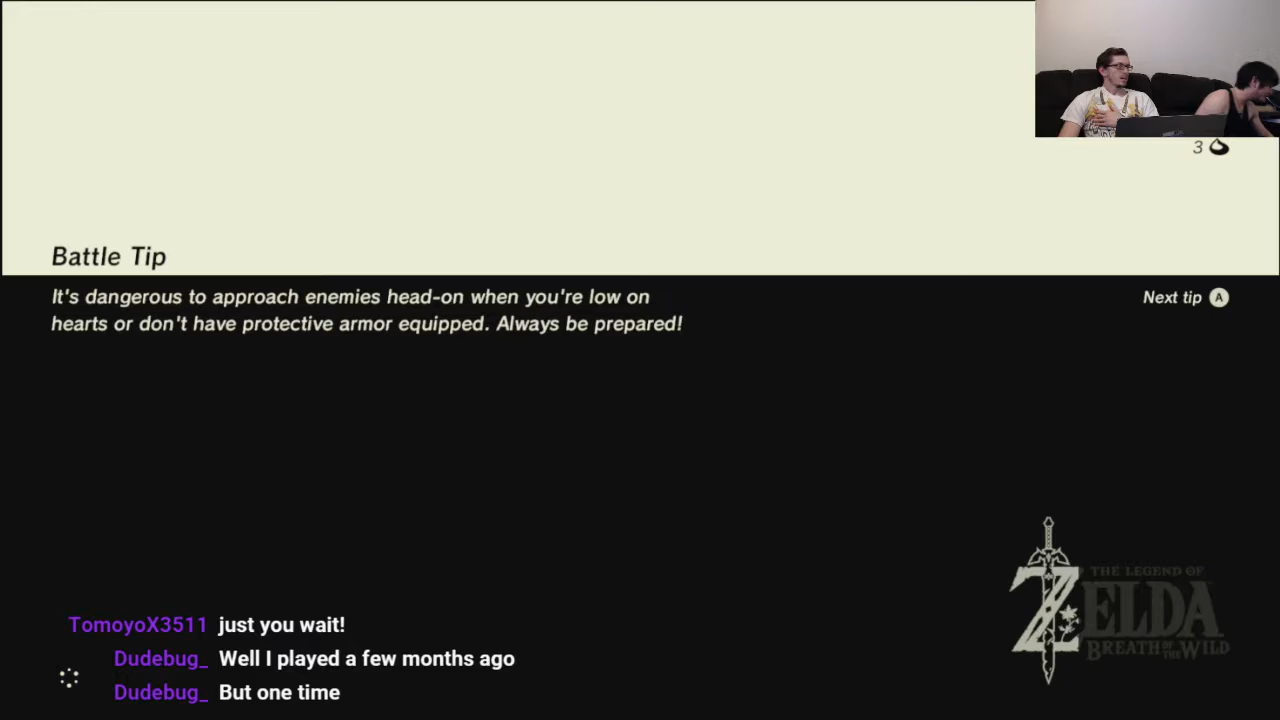 3
Battle Tip
It's dangerous to approach enemies head-on when you're low on
hearts or don't have protective armor equipped. Always be prepared!
Next tip A
THE LEGEND OF
ZELDA
BREATH OF THE WILD
TomoyoX3511 just you wait!
Dudebug_ Well I played a few months ago
Dudebug_ But one time